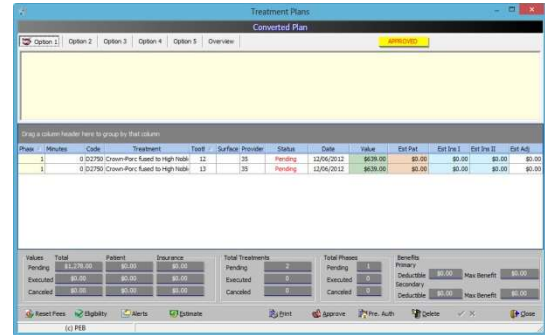 Treatment Plans
Converted Plan
Option 1 Option 2 Option 3 Option 4 Option 5 Overview APPROVED
Drag a column header here to group by that column
Phase Minutes Code Treatment Tooth Surface Provider Status Date Value Est Pat Est Ins I Est Ins II Est Adj
1 0 D2750 Crown-Porc fused to High Nobl 12 35 Pending 12/06/2012 $639.00 $0.00 $0.00 $0.00 $0.00
1 0 D2750 Crown-Porc fused to High Nobl 13 35 Pending 12/06/2012 $639.00 $0.00 $0.00 $0.00 $0.00
Values Total Patient Insurance Total Treatments Total Phases Benefits
Primary
Pending $1,278.00 $0.00 $0.00 Pending 2 Pending 1
Deductible $0.00 Max Benefit $0.00
Executed $0.00 $0.00 $0.00 Executed 0 Executed 0
Secondary
Canceled $0.00 $0.00 $0.00 Canceled 0 Canceled 0
Deductible $0.00 Max Benefit $0.00
Reset Fees Eligibility Alerts Estimate Print Approve Pre. Auth Delete Close
(c) PEB